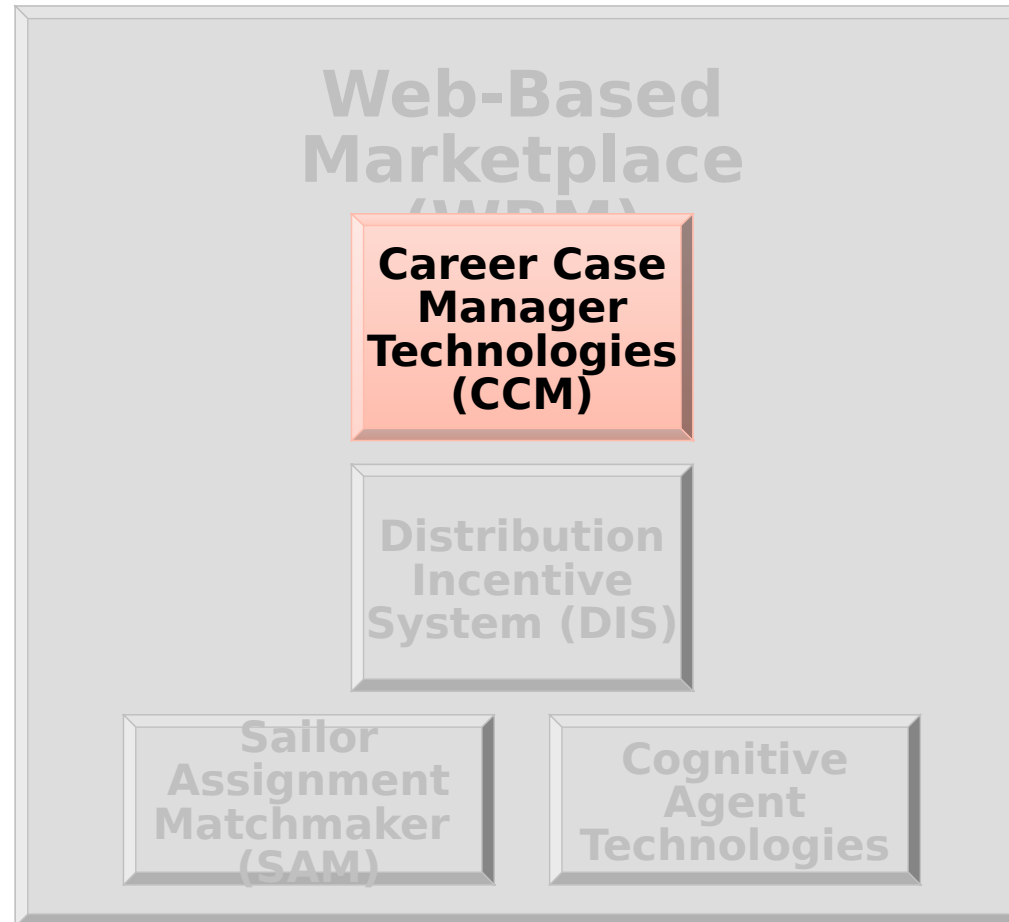 Web-Based
Marketplace
(WBM)
Career Case
Manager
Technologies
(CCM)
Distribution
Incentive
System (DIS)
Sailor
Assignment
Matchmaker
(SAM)
Cognitive
Agent
Technologies